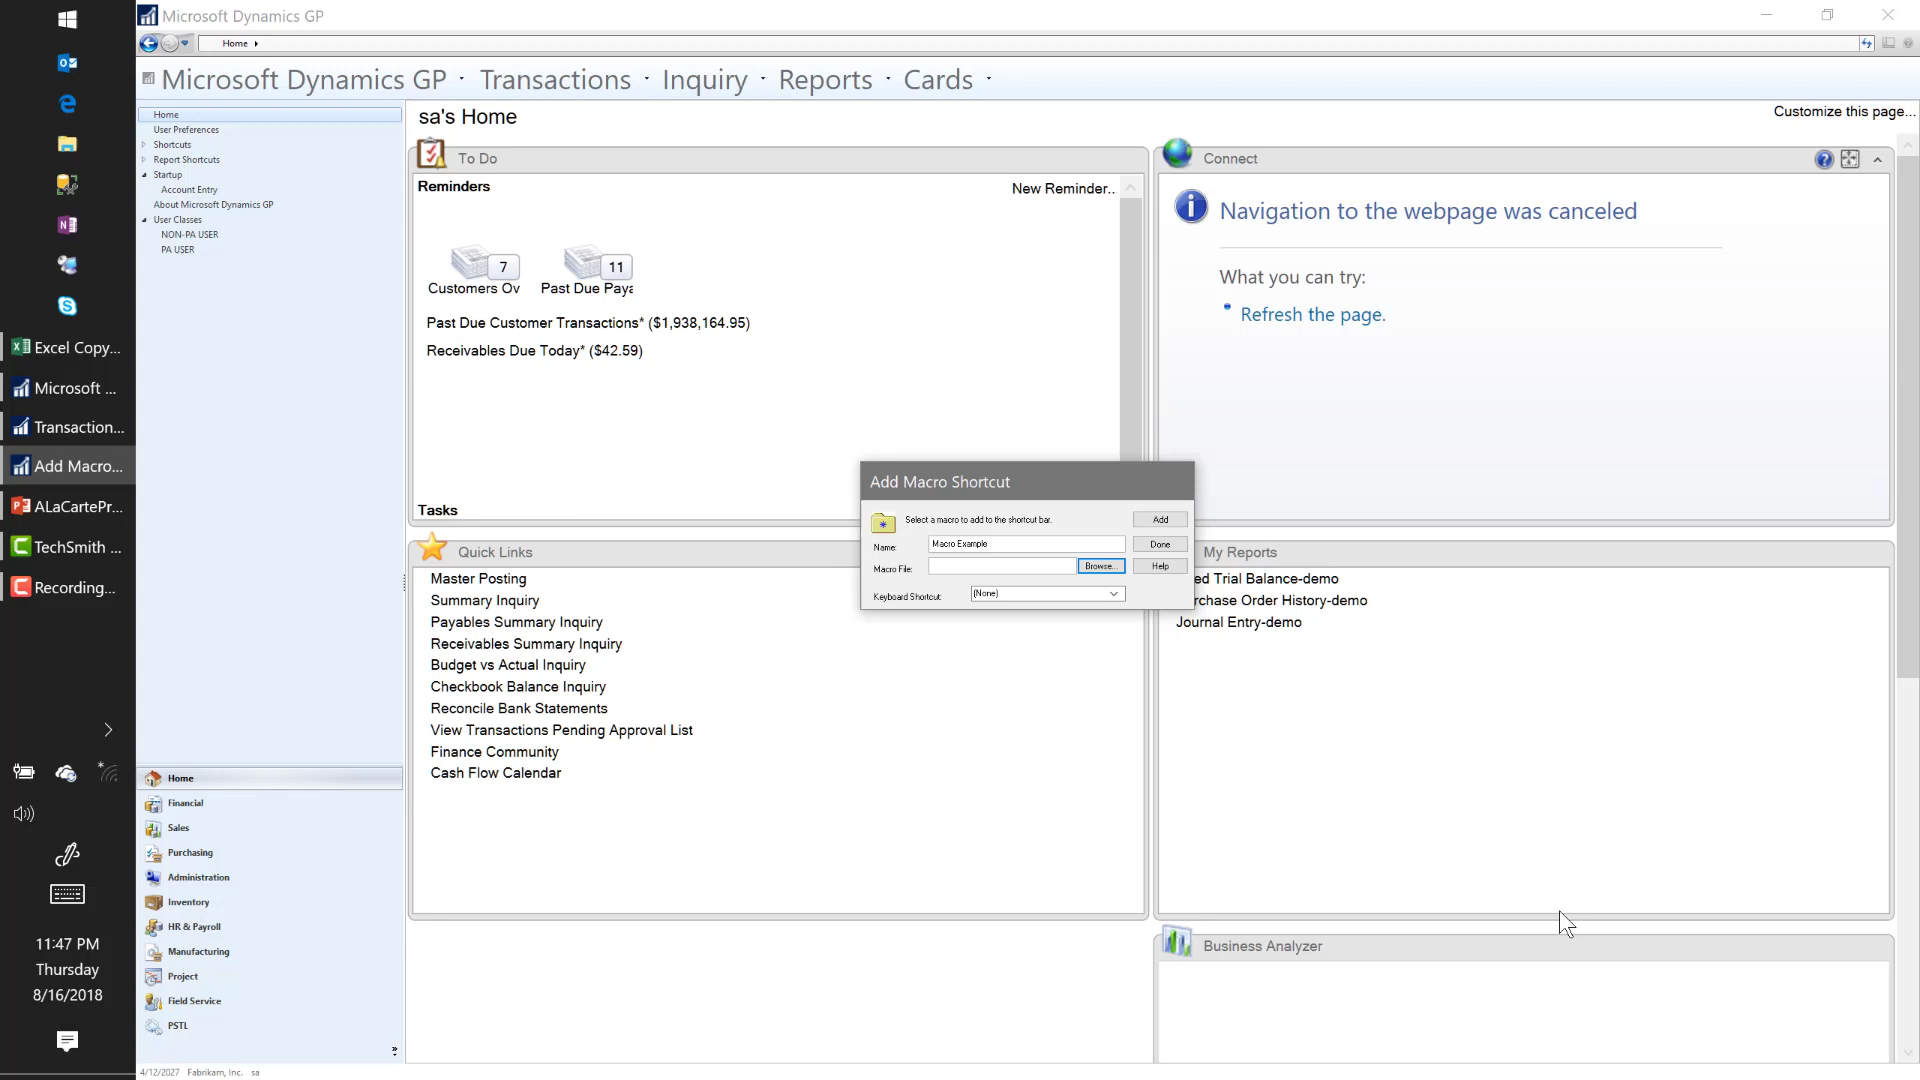 Microsoft Dynamics GP
Home
Microsoft Dynamics GP Transactions Inquiry Reports Cards
Home
User Preferences
Shortcuts
Report Shortcuts
Startup
Account Entry
About Microsoft Dynamics GP
User Classes
NON-PA USER
PA USER
sa's Home
Customize this page...
To Do
Reminders
New Reminder..
7
11
Customers Ov
Past Due Paya
Past Due Customer Transactions* ($1,938,164.95)
Receivables Due Today* ($42.59)
Tasks
Connect
Navigation to the webpage was canceled
What you can try:
Refresh the page.
Add Macro Shortcut
Select a macro to add to the shortcut bar.
Add
Name:
Macro Example
Done
Macro File:
Browse...
Help
Keyboard Shortcut:
(None)
Quick Links
Master Posting
Summary Inquiry
Payables Summary Inquiry
Receivables Summary Inquiry
Budget vs Actual Inquiry
Checkbook Balance Inquiry
Reconcile Bank Statements
View Transactions Pending Approval List
Finance Community
Cash Flow Calendar
My Reports
ed Trial Balance-demo
rchase Order History-demo
Journal Entry-demo
Business Analyzer
Excel Copy...
Microsoft ...
Transaction...
Add Macro...
ALaCartePr...
TechSmith ...
Recording...
11:47 PM
Thursday
8/16/2018
Home
Financial
Sales
Purchasing
Administration
Inventory
HR & Payroll
Manufacturing
Project
Field Service
PSTL
4/12/2027 Fabrikam, Inc. sa